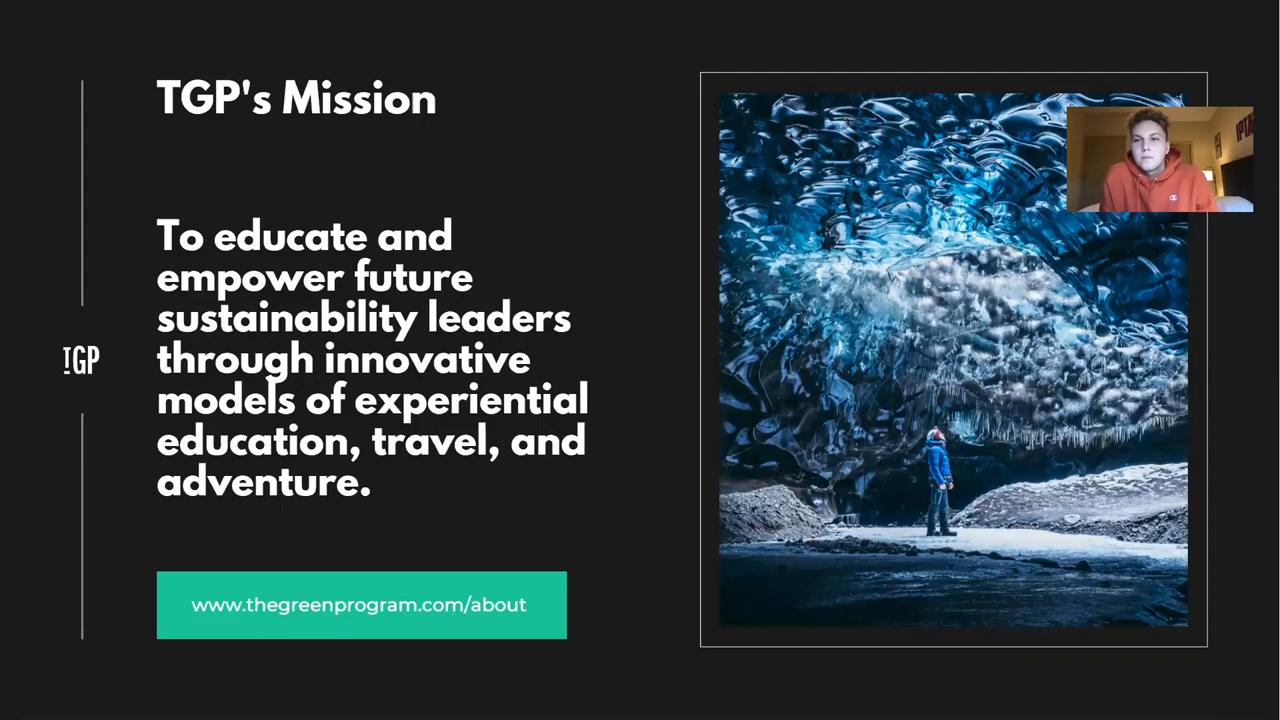 TGP's Mission
To educate and
empower future
sustainability leaders
through innovative
models of experiential
education, travel, and
adventure.
TGP
www.thegreenprogram.com/about